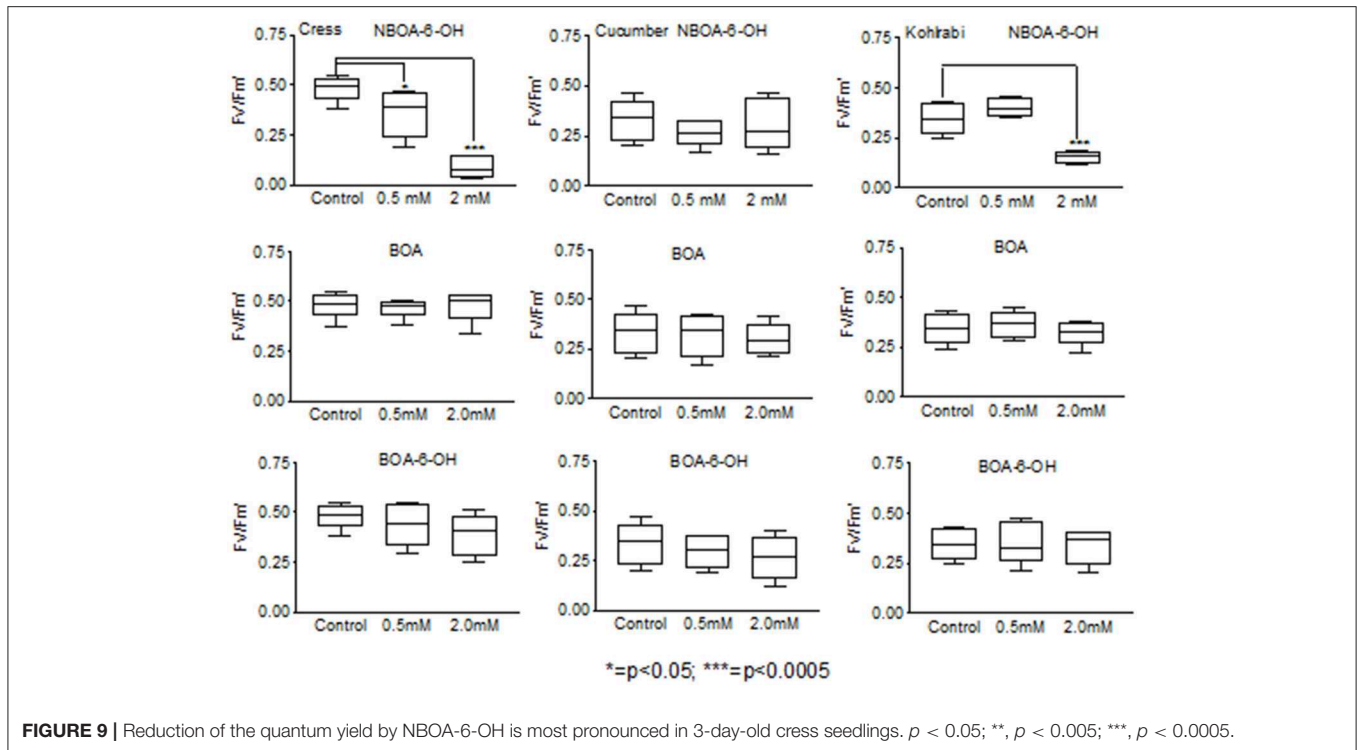 Cress NBOA-6-OH
0.75
0.50
0.25
0.00
Fv/Fm'
*
***
Control 0.5 mM 2 mM
Cucumber NBOA-6-OH
0.75
0.50
0.25
0.00
Fv/Fm'
Control 0.5 mM 2 mM
Kohlrabi NBOA-6-OH
0.75
0.50
0.25
0.00
Fv/Fm'
***
Control 0.5 mM 2 mM
BOA
0.75
0.50
0.25
0.00
Fv/Fm'
Control 0.5mM 2.0mM
BOA
0.75
0.50
0.25
0.00
Fv/Fm'
Control 0.5mM 2.0mM
BOA
0.75
0.50
0.25
0.00
Fv/Fm'
Control 0.5mM 2.0mM
BOA-6-OH
0.75
0.50
0.25
0.00
Fv/Fm'
Control 0.5mM 2.0mM
BOA-6-OH
0.75
0.50
0.25
0.00
Fv/Fm'
Control 0.5mM 2.0mM
BOA-6-OH
0.75
0.50
0.25
0.00
Fv/Fm'
Control 0.5mM 2.0mM
*=p<0.05; ***=p<0.0005
FIGURE 9 | Reduction of the quantum yield by NBOA-6-OH is most pronounced in 3-day-old cress seedlings. p < 0.05; **, p < 0.005; ***, p < 0.0005.